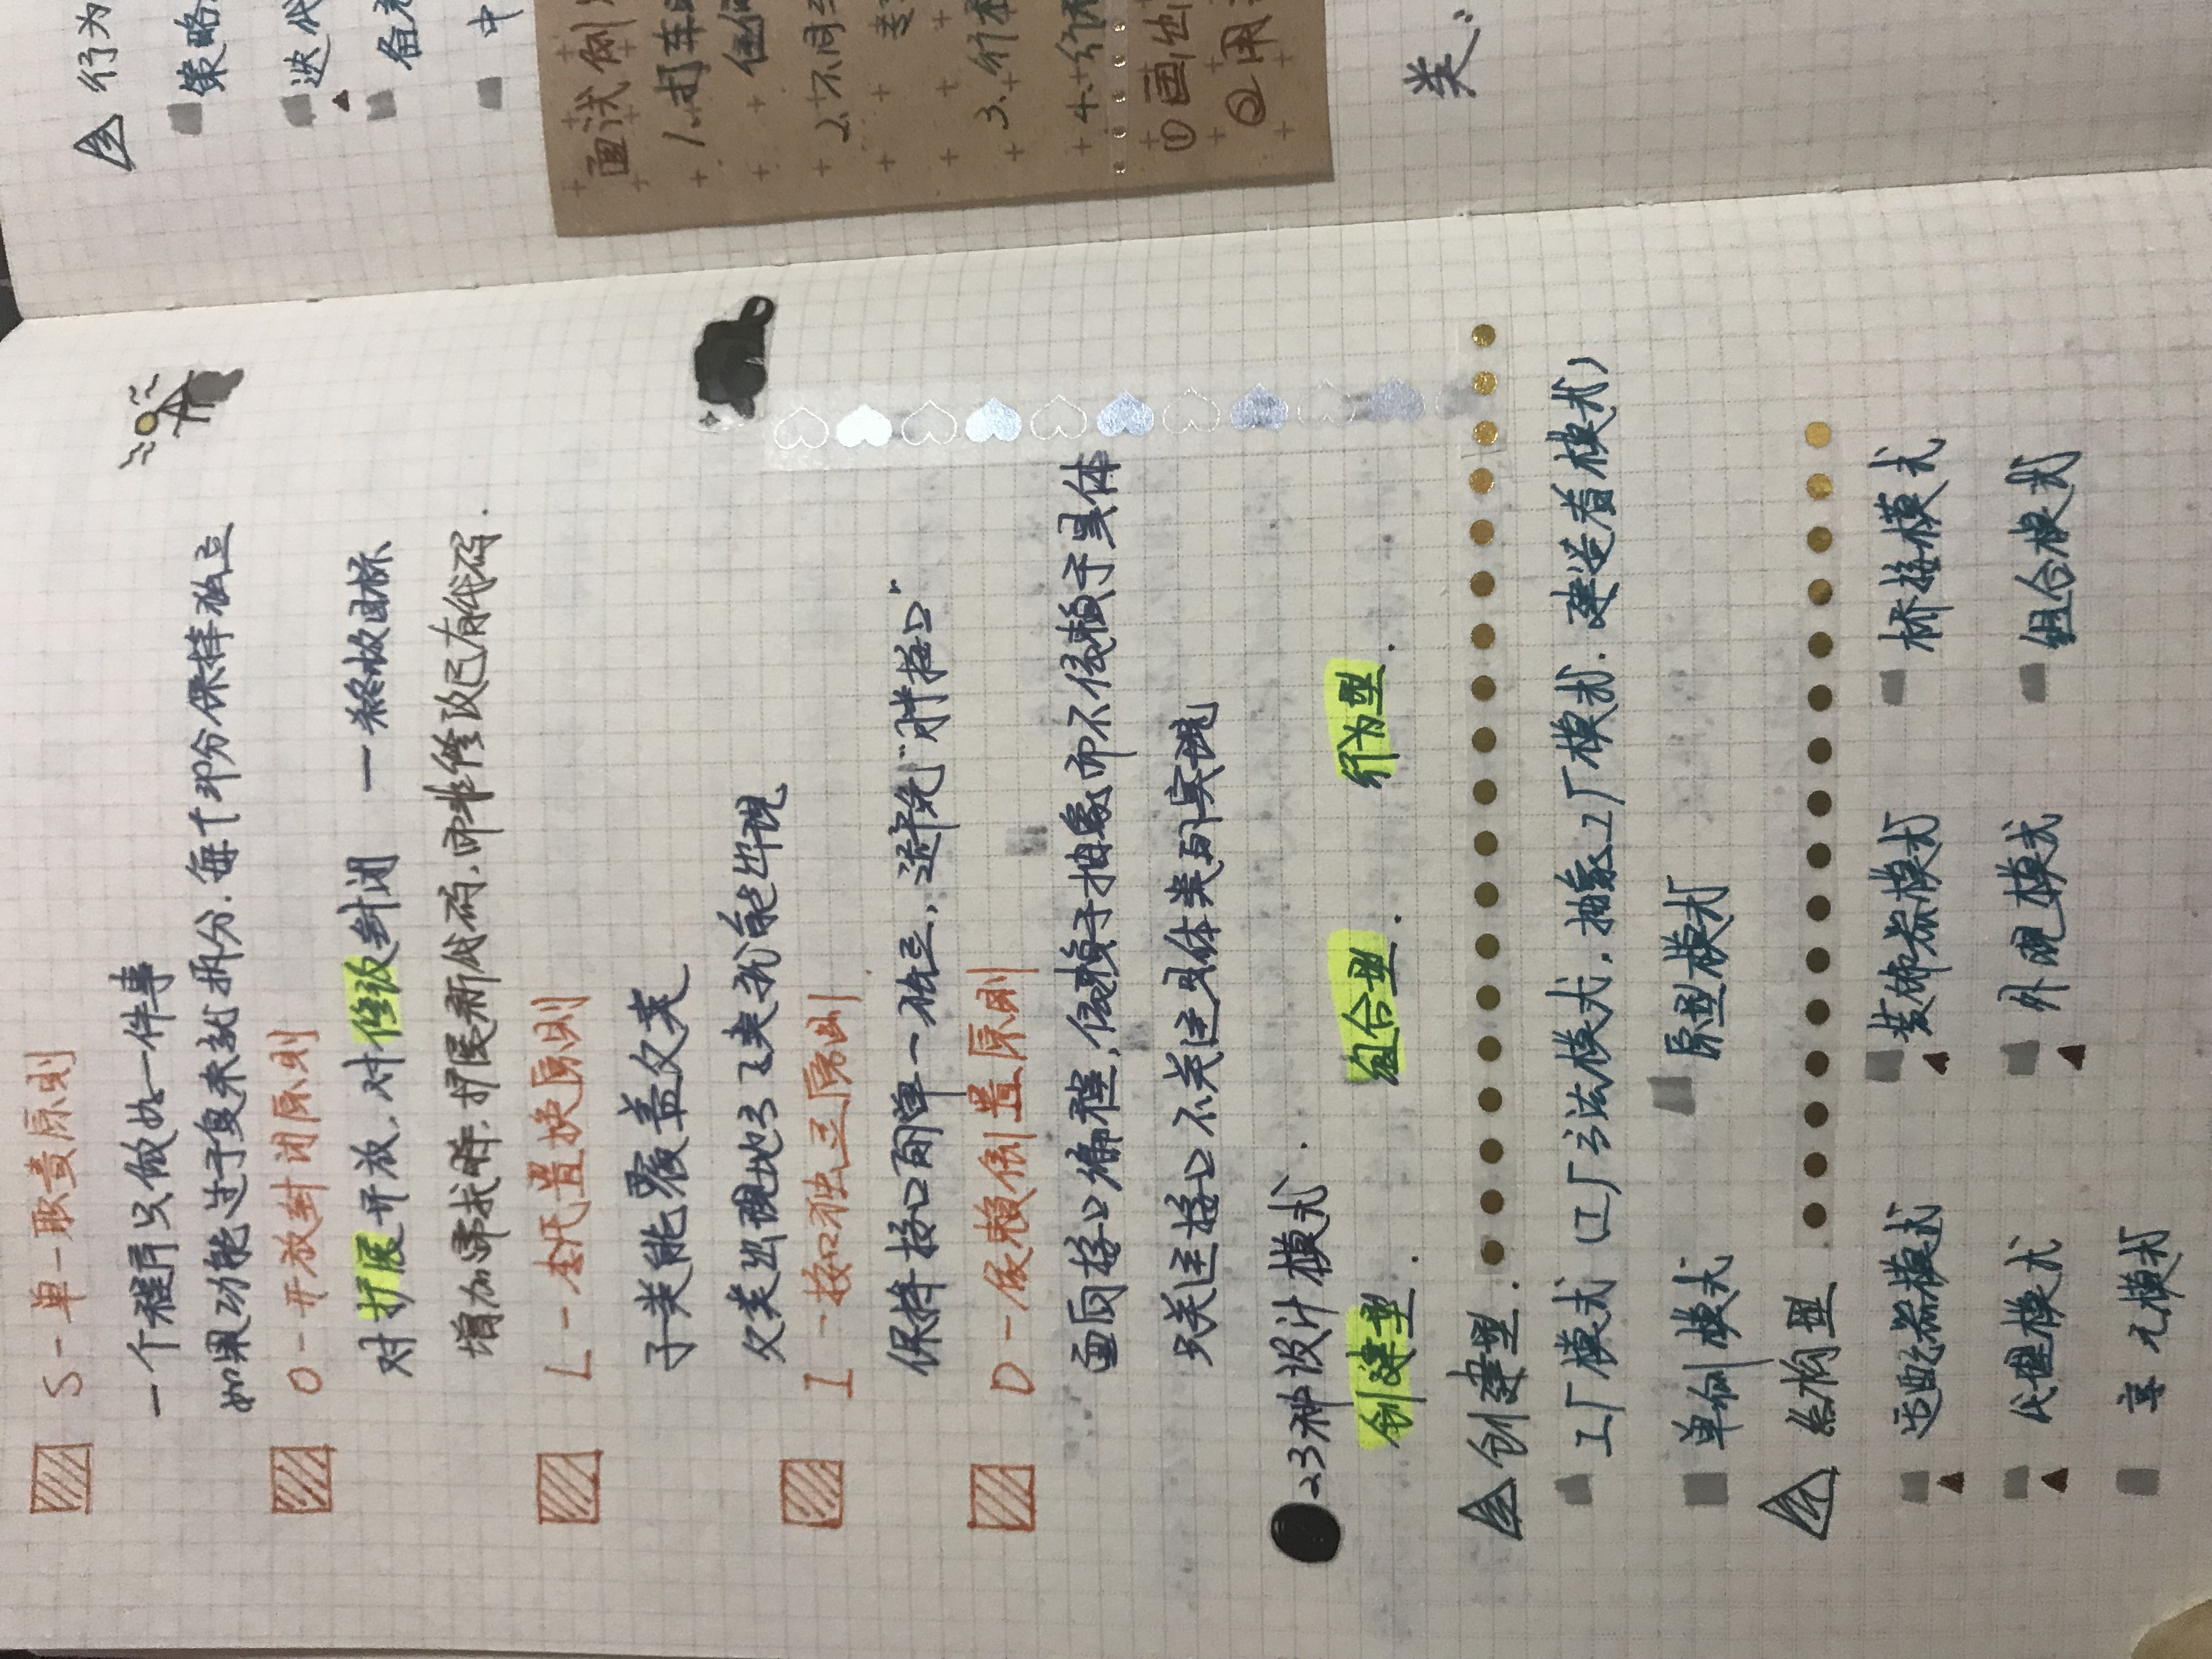 S - 单一职责原则
一个程序只做好一件事
如果功能过于复杂就拆分.每个部分保持独立
O - 开放封闭原则
对扩展开放,对修改封闭 — 终极目标
增加需求时,扩展新代码,而非修改已有代码.
L - 李氏置换原则
子类能覆盖父类
父类出现地方子类就能出现
I - 接口独立原则
保持接口的单一独立,避免"胖接口"
D - 依赖倒置原则
面向接口编程,依赖于抽象而不依赖于具体
只关注接口不关注具体类的实现
23种设计模式.
创建型. 组合型. 行为型.
创建型.
工厂模式(工厂方法模式,抽象工厂模式.建造者模式)
单例模式 原型模式
结构型
适配器模式 装饰器模式 桥接模式
代理模式 外观模式 组合模式
享元模式
行为
策略
迭代
备
中
面试例
1.打车
任何
2.不同
专
3.行
4.行
①画出
②用
类: